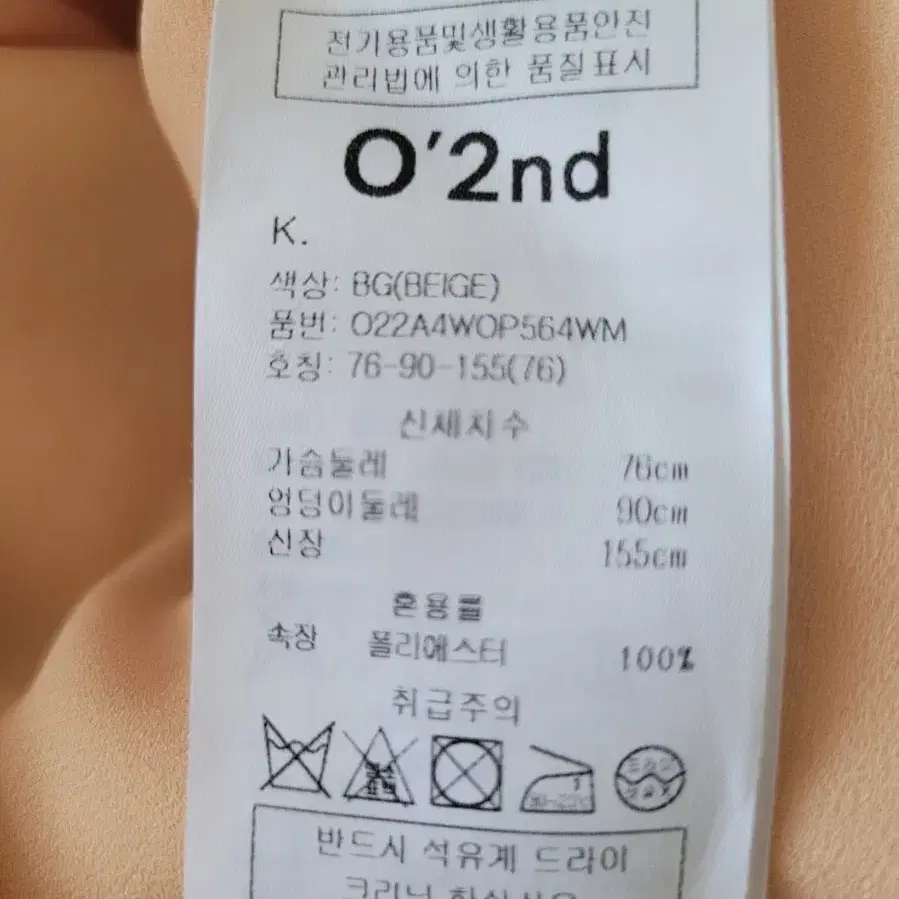 전기용품및생활용품안전
관리법에 의한 품질표시
O'2nd
K.
색상: BG(BEIGE)
품번: O22A4WOP564WM
호칭: 76-90-155(76)
신체치수
가슴둘레 76cm
엉덩이둘레 90cm
신장 155cm
혼용률
속장 폴리에스터 100%
취급주의
반드시 석유계 드라이